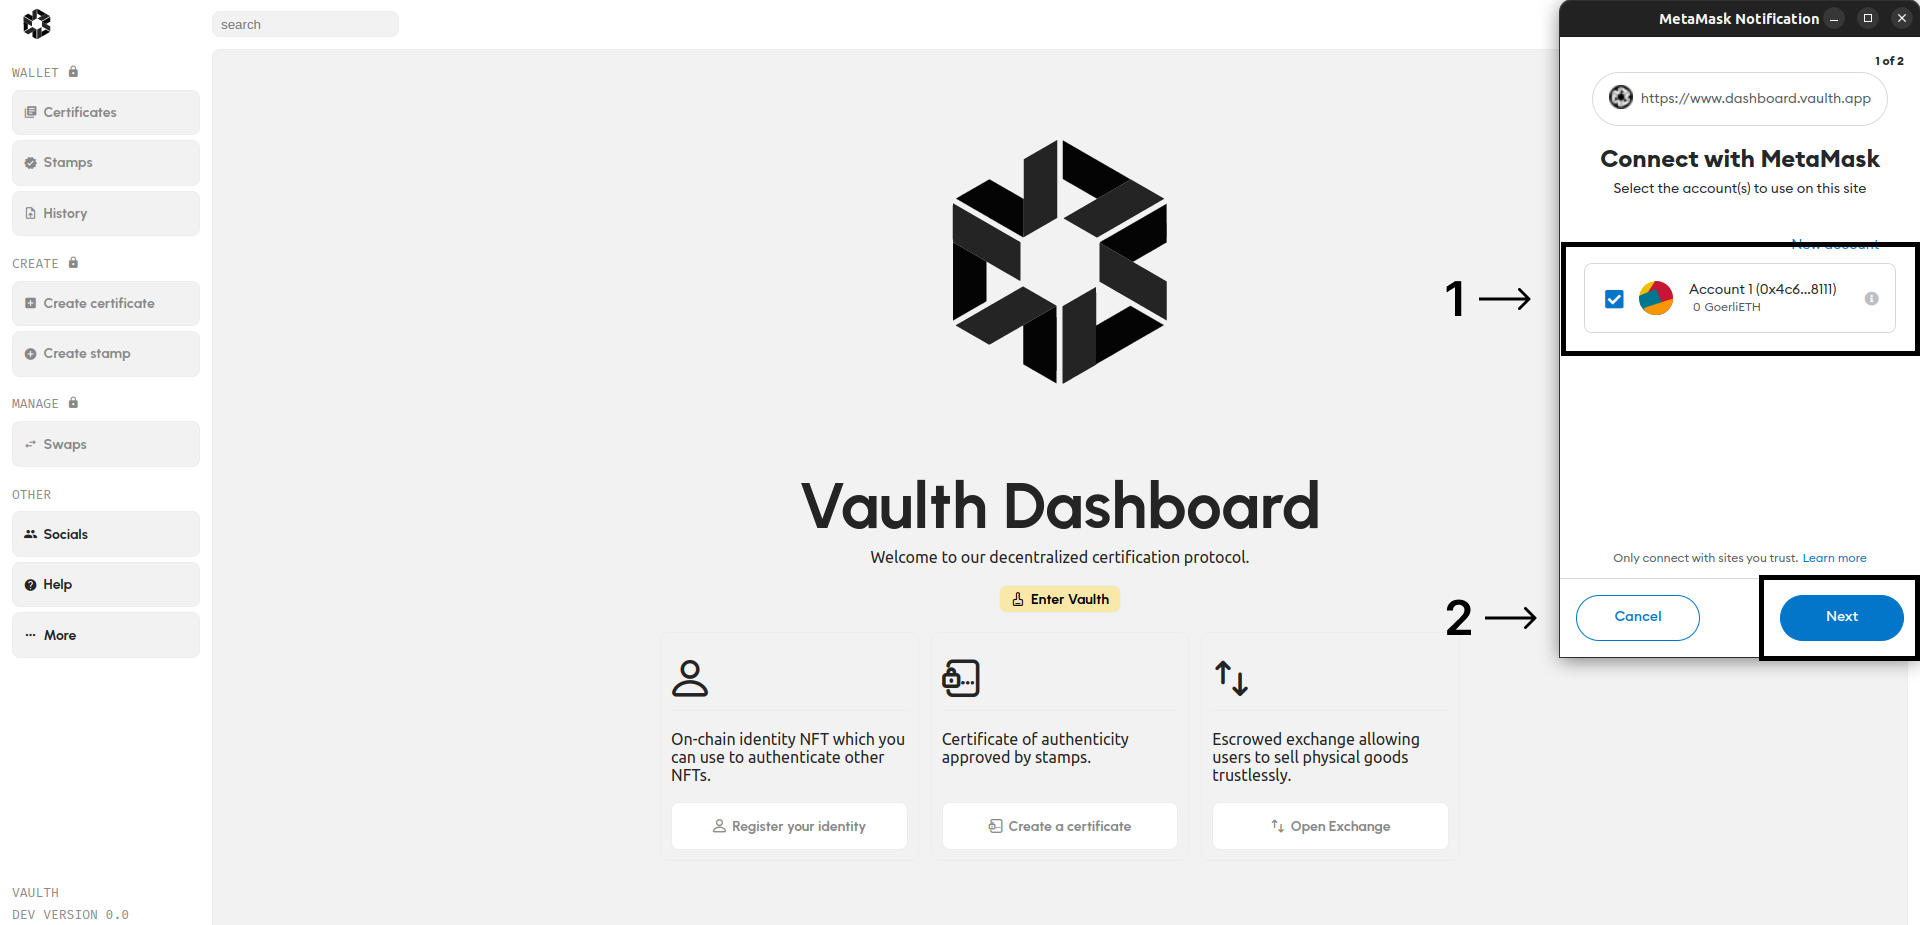 search
WALLET
Certificates
Stamps
History
CREATE
Create certificate
Create stamp
MANAGE
Swaps
OTHER
Socials
Help
More
VAULTH
DEV VERSION 0.0
Vaulth Dashboard
Welcome to our decentralized certification protocol.
Enter Vaulth
On-chain identity NFT which you
can use to authenticate other
NFTs.
Register your identity
Certificate of authenticity
approved by stamps.
Create a certificate
Escrowed exchange allowing
users to sell physical goods
trustlessly.
Open Exchange
MetaMask Notification
1 of 2
https://www.dashboard.vaulth.app
Connect with MetaMask
Select the account(s) to use on this site
New account
1
Account 1 (0x4c6...8111)
0 GoerliETH
Only connect with sites you trust. Learn more
2
Cancel
Next